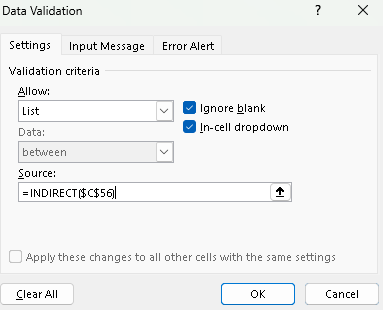 Data Validation ?
Settings Input Message Error Alert
Validation criteria
Allow:
List Ignore blank
Data: In-cell dropdown
between
Source:
=INDIRECT($C$56)
Apply these changes to all other cells with the same settings
Clear All OK Cancel